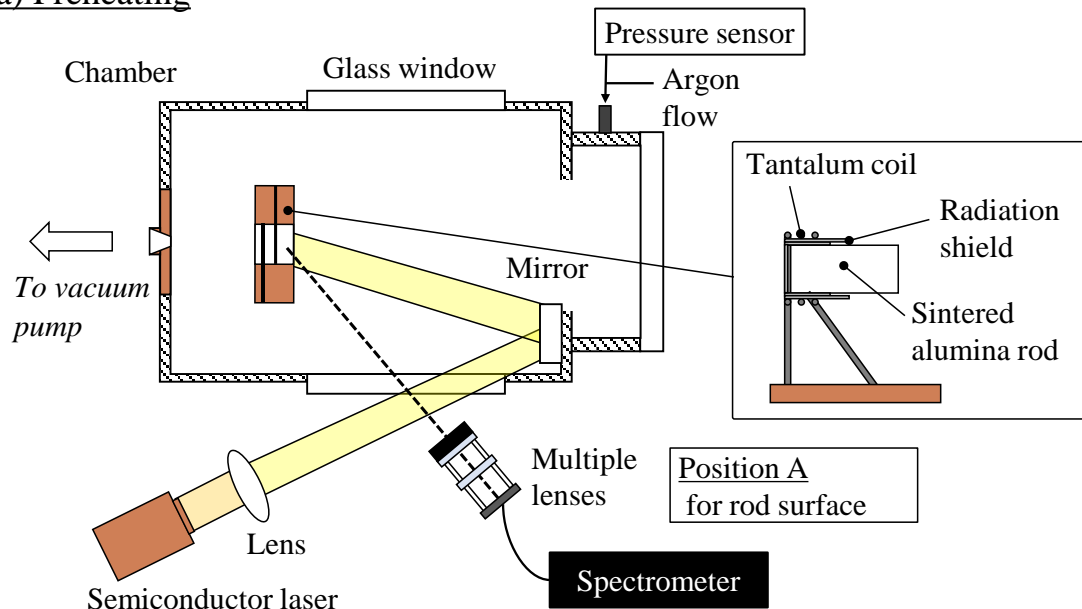 a) Preheating
Pressure sensor
Chamber
Glass window
Argon
flow
Tantalum coil
Radiation
shield
Mirror
To vacuum
pump
Sintered
alumina rod
Multiple
lenses
Position A
for rod surface
Lens
Spectrometer
Semiconductor laser